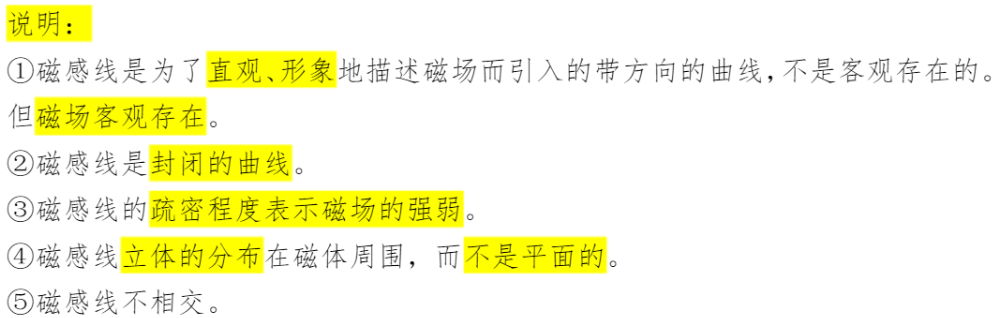 说明：
①磁感线是为了直观、形象地描述磁场而引入的带方向的曲线，不是客观存在的。
但磁场客观存在。
②磁感线是封闭的曲线。
③磁感线的疏密程度表示磁场的强弱。
④磁感线立体的分布在磁体周围，而不是平面的。
⑤磁感线不相交。